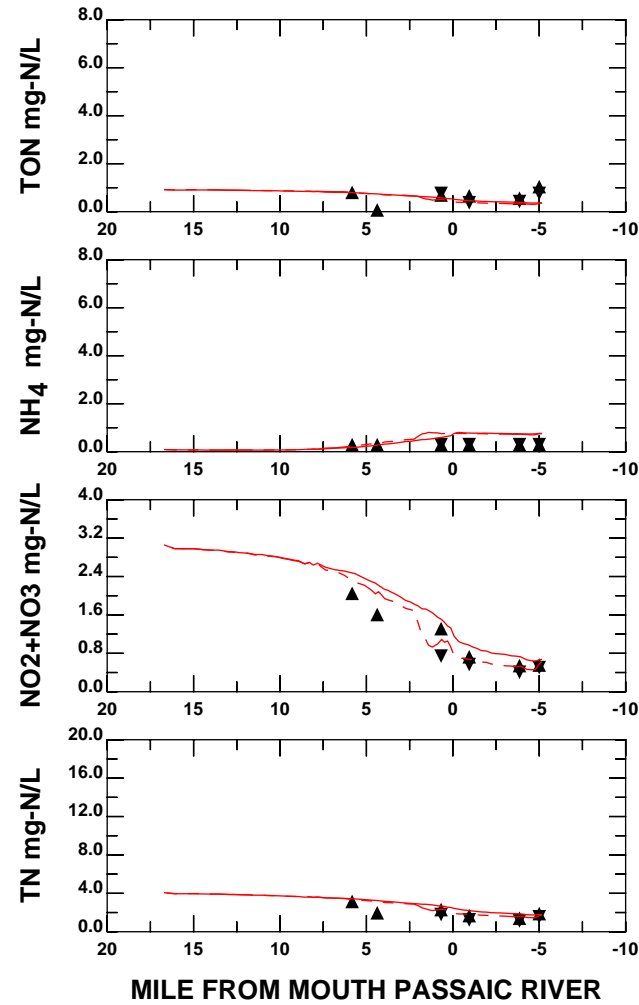 TON mg-N/L
8.0
6.0
4.0
2.0
0.0
20 15 10 5 0 -5 -10
NH4 mg-N/L
8.0
6.0
4.0
2.0
0.0
20 15 10 5 0 -5 -10
NO2+NO3 mg-N/L
4.0
3.2
2.4
1.6
0.8
0.0
20 15 10 5 0 -5 -10
TN mg-N/L
20.0
16.0
12.0
8.0
4.0
0.0
20 15 10 5 0 -5 -10
MILE FROM MOUTH PASSAIC RIVER